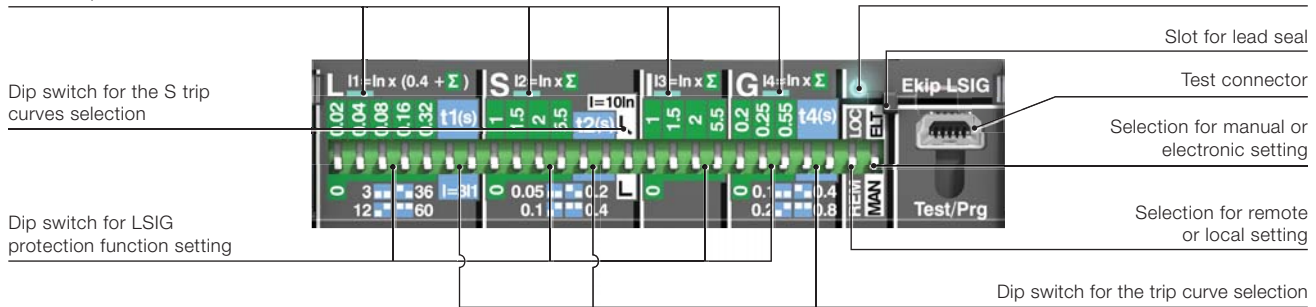 Slot for lead seal
Test connector
Selection for manual or
electronic setting
Selection for remote
or local setting
Dip switch for the trip curve selection
Dip switch for the S trip
curves selection
Dip switch for LSIG
protection function setting
L I1=In x (0.4 + Σ ) S I2=In x Σ I I3=In x Σ G I4=In x Σ Ekip LSIG
I=10In
0.02 0.04 0.08 0.16 0.32 t1(s) 1 1.5 2 5.5 t2(s) 1 1.5 2 5.5 0.2 0.25 0.55 t4(s) LOC ELT
0 3 36 I=3I1 0 0.05 0.2 L 0 0 0.1 0.4 REM MAN
12 60 0.1 0.4 0.2 0.8 Test/Prg